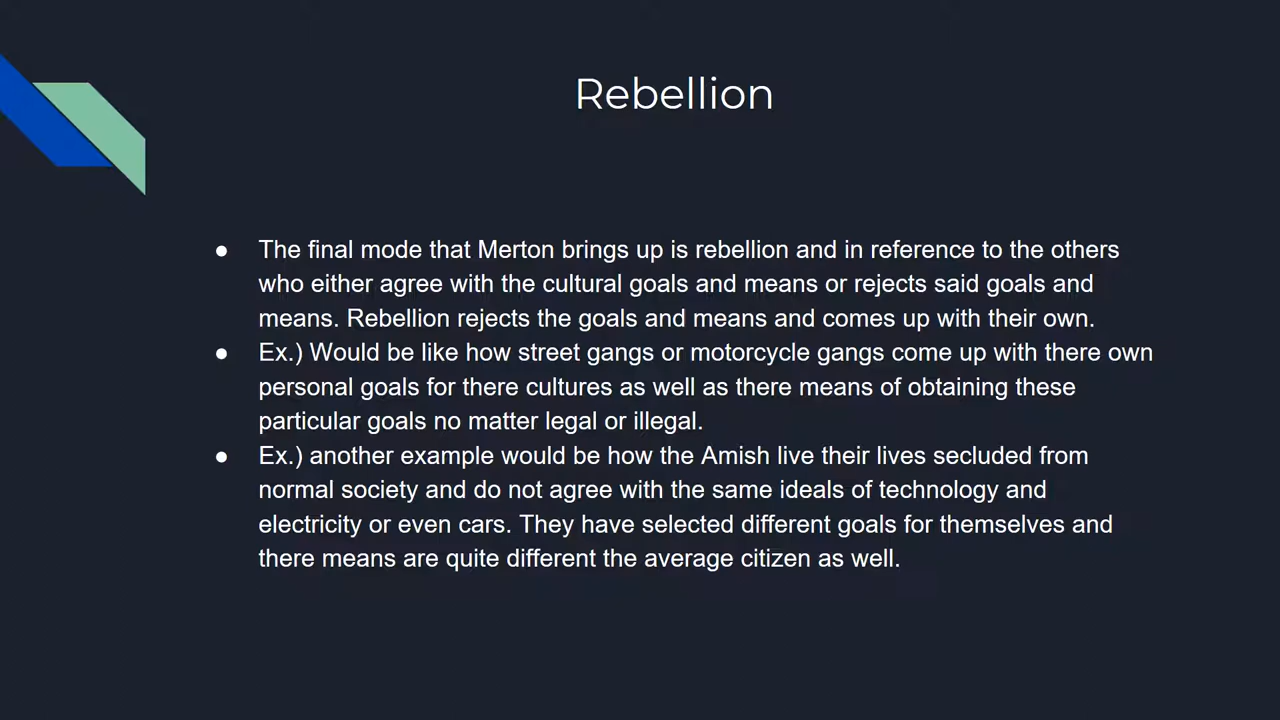 Rebellion
● The final mode that Merton brings up is rebellion and in reference to the others
who either agree with the cultural goals and means or rejects said goals and
means. Rebellion rejects the goals and means and comes up with their own.
● Ex.) Would be like how street gangs or motorcycle gangs come up with there own
personal goals for there cultures as well as there means of obtaining these
particular goals no matter legal or illegal.
● Ex.) another example would be how the Amish live their lives secluded from
normal society and do not agree with the same ideals of technology and
electricity or even cars. They have selected different goals for themselves and
there means are quite different the average citizen as well.